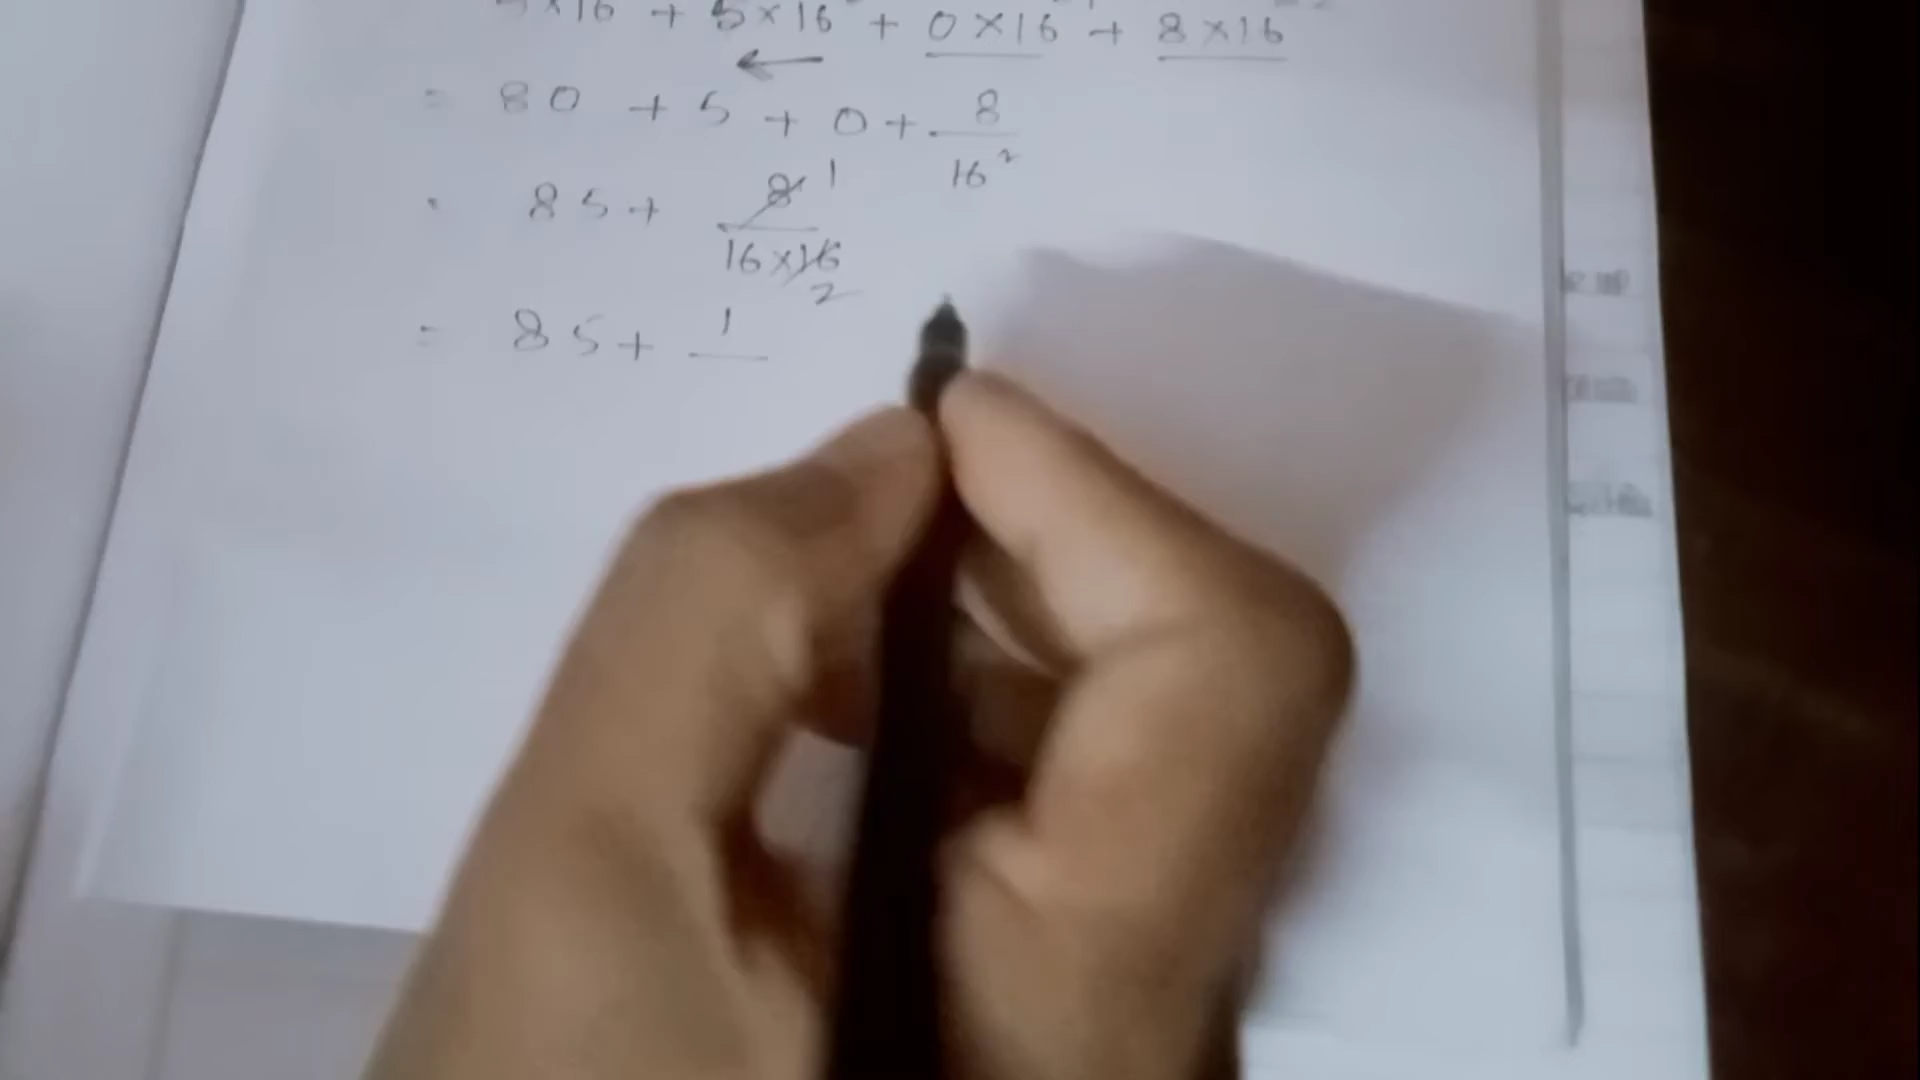 5×16 + 5×16 + 0×16 + 8×16
= 80 + 5 + 0 + 8/16²
= 85 + 8 1/16×16 2
= 85 + 1/